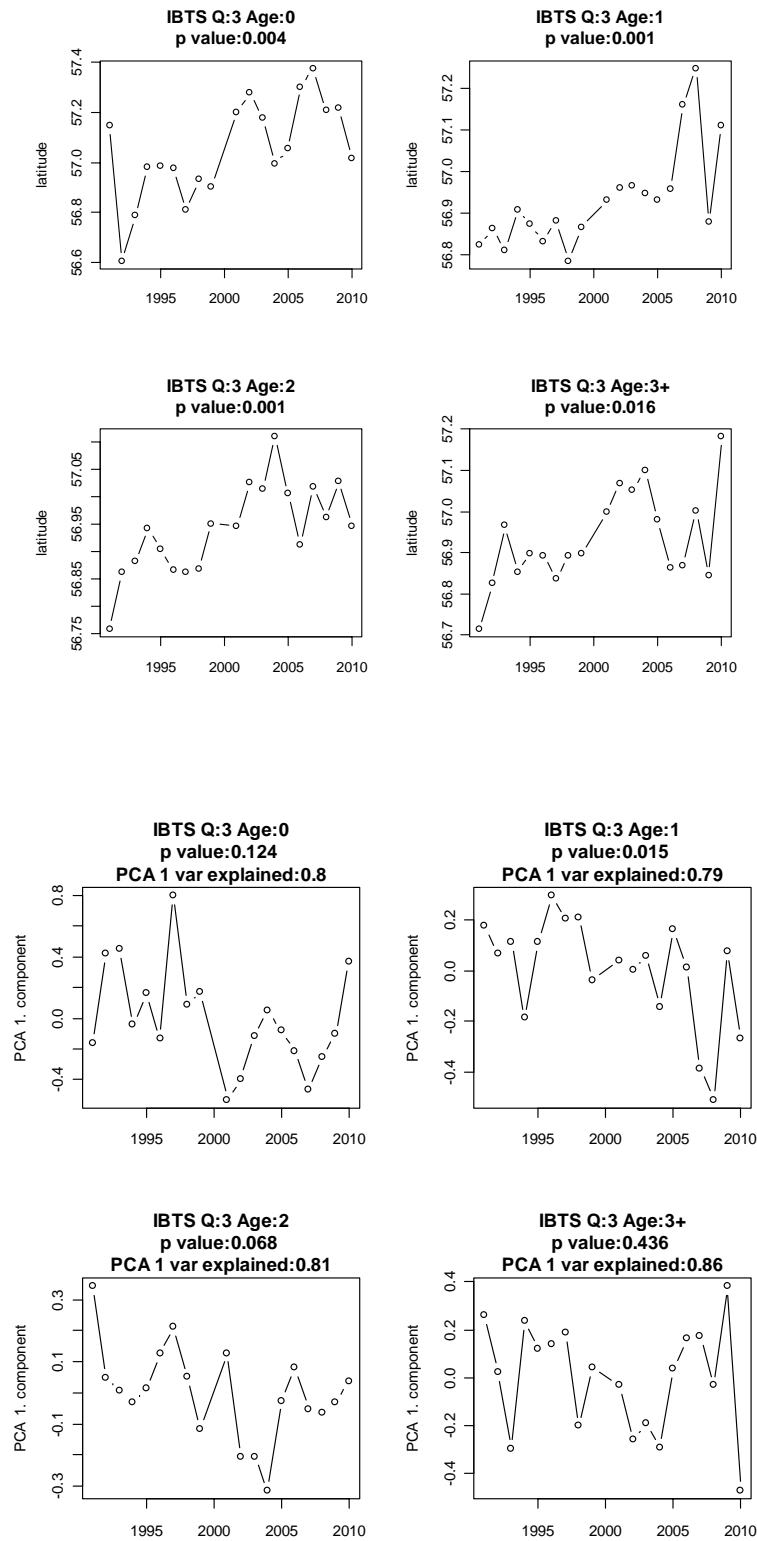 IBTS Q:3 Age:0
p value:0.004
latitude
56.6 56.8 57.0 57.2 57.4
1995 2000 2005 2010
IBTS Q:3 Age:1
p value:0.001
latitude
56.8 56.9 57.0 57.1 57.2
1995 2000 2005 2010
IBTS Q:3 Age:2
p value:0.001
latitude
56.75 56.85 56.95 57.05
1995 2000 2005 2010
IBTS Q:3 Age:3+
p value:0.016
latitude
56.7 56.8 56.9 57.0 57.1 57.2
1995 2000 2005 2010
IBTS Q:3 Age:0
p value:0.124
PCA 1 var explained:0.8
PCA 1. component
-0.4 0.0 0.4 0.8
1995 2000 2005 2010
IBTS Q:3 Age:1
p value:0.015
PCA 1 var explained:0.79
PCA 1. component
-0.4 -0.2 0.0 0.2
1995 2000 2005 2010
IBTS Q:3 Age:2
p value:0.068
PCA 1 var explained:0.81
PCA 1. component
-0.3 -0.1 0.1 0.3
1995 2000 2005 2010
IBTS Q:3 Age:3+
p value:0.436
PCA 1 var explained:0.86
PCA 1. component
-0.4 -0.2 0.0 0.2 0.4
1995 2000 2005 2010